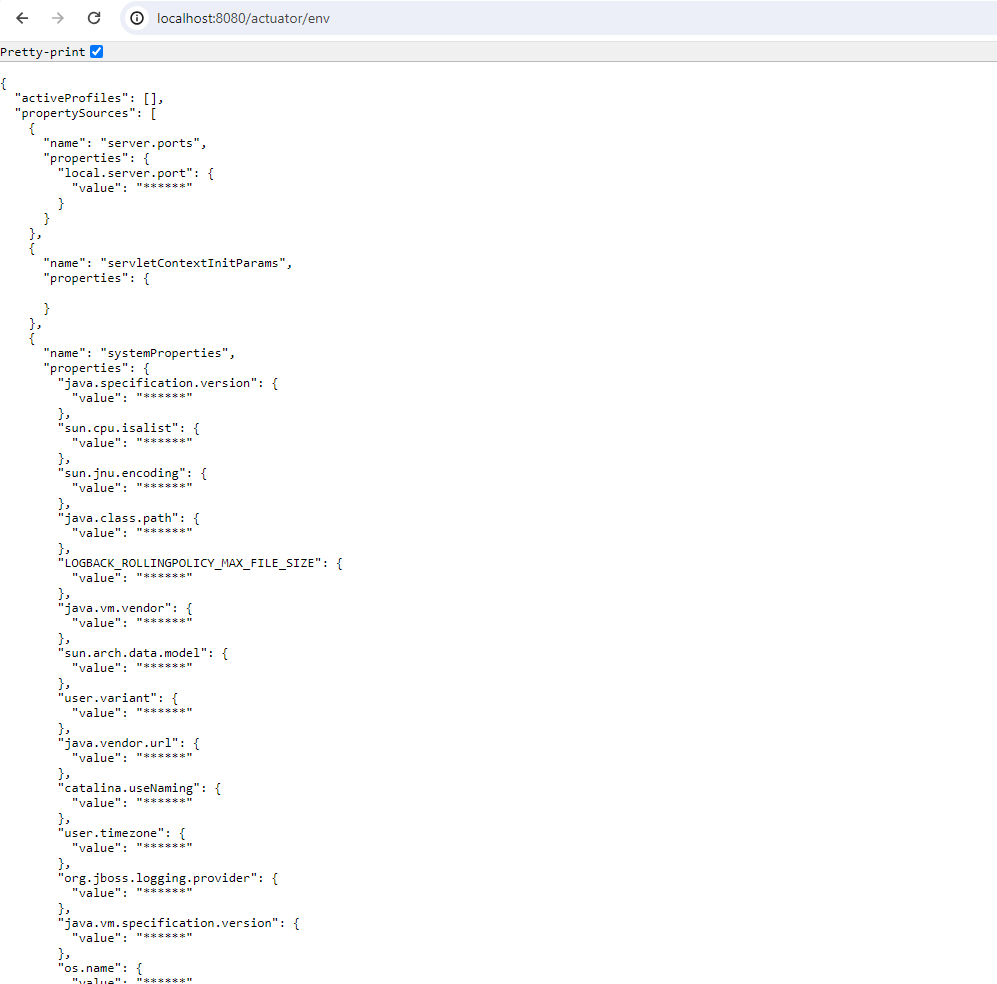 localhost:8080/actuator/env
Pretty-print
{
  "activeProfiles": [],
  "propertySources": [
    {
      "name": "server.ports",
      "properties": {
        "local.server.port": {
          "value": "******"
        }
      }
    },
    {
      "name": "servletContextInitParams",
      "properties": {

      }
    },
    {
      "name": "systemProperties",
      "properties": {
        "java.specification.version": {
          "value": "******"
        },
        "sun.cpu.isalist": {
          "value": "******"
        },
        "sun.jnu.encoding": {
          "value": "******"
        },
        "java.class.path": {
          "value": "******"
        },
        "LOGBACK_ROLLINGPOLICY_MAX_FILE_SIZE": {
          "value": "******"
        },
        "java.vm.vendor": {
          "value": "******"
        },
        "sun.arch.data.model": {
          "value": "******"
        },
        "user.variant": {
          "value": "******"
        },
        "java.vendor.url": {
          "value": "******"
        },
        "catalina.useNaming": {
          "value": "******"
        },
        "user.timezone": {
          "value": "******"
        },
        "org.jboss.logging.provider": {
          "value": "******"
        },
        "java.vm.specification.version": {
          "value": "******"
        },
        "os.name": {
          "value": "******"